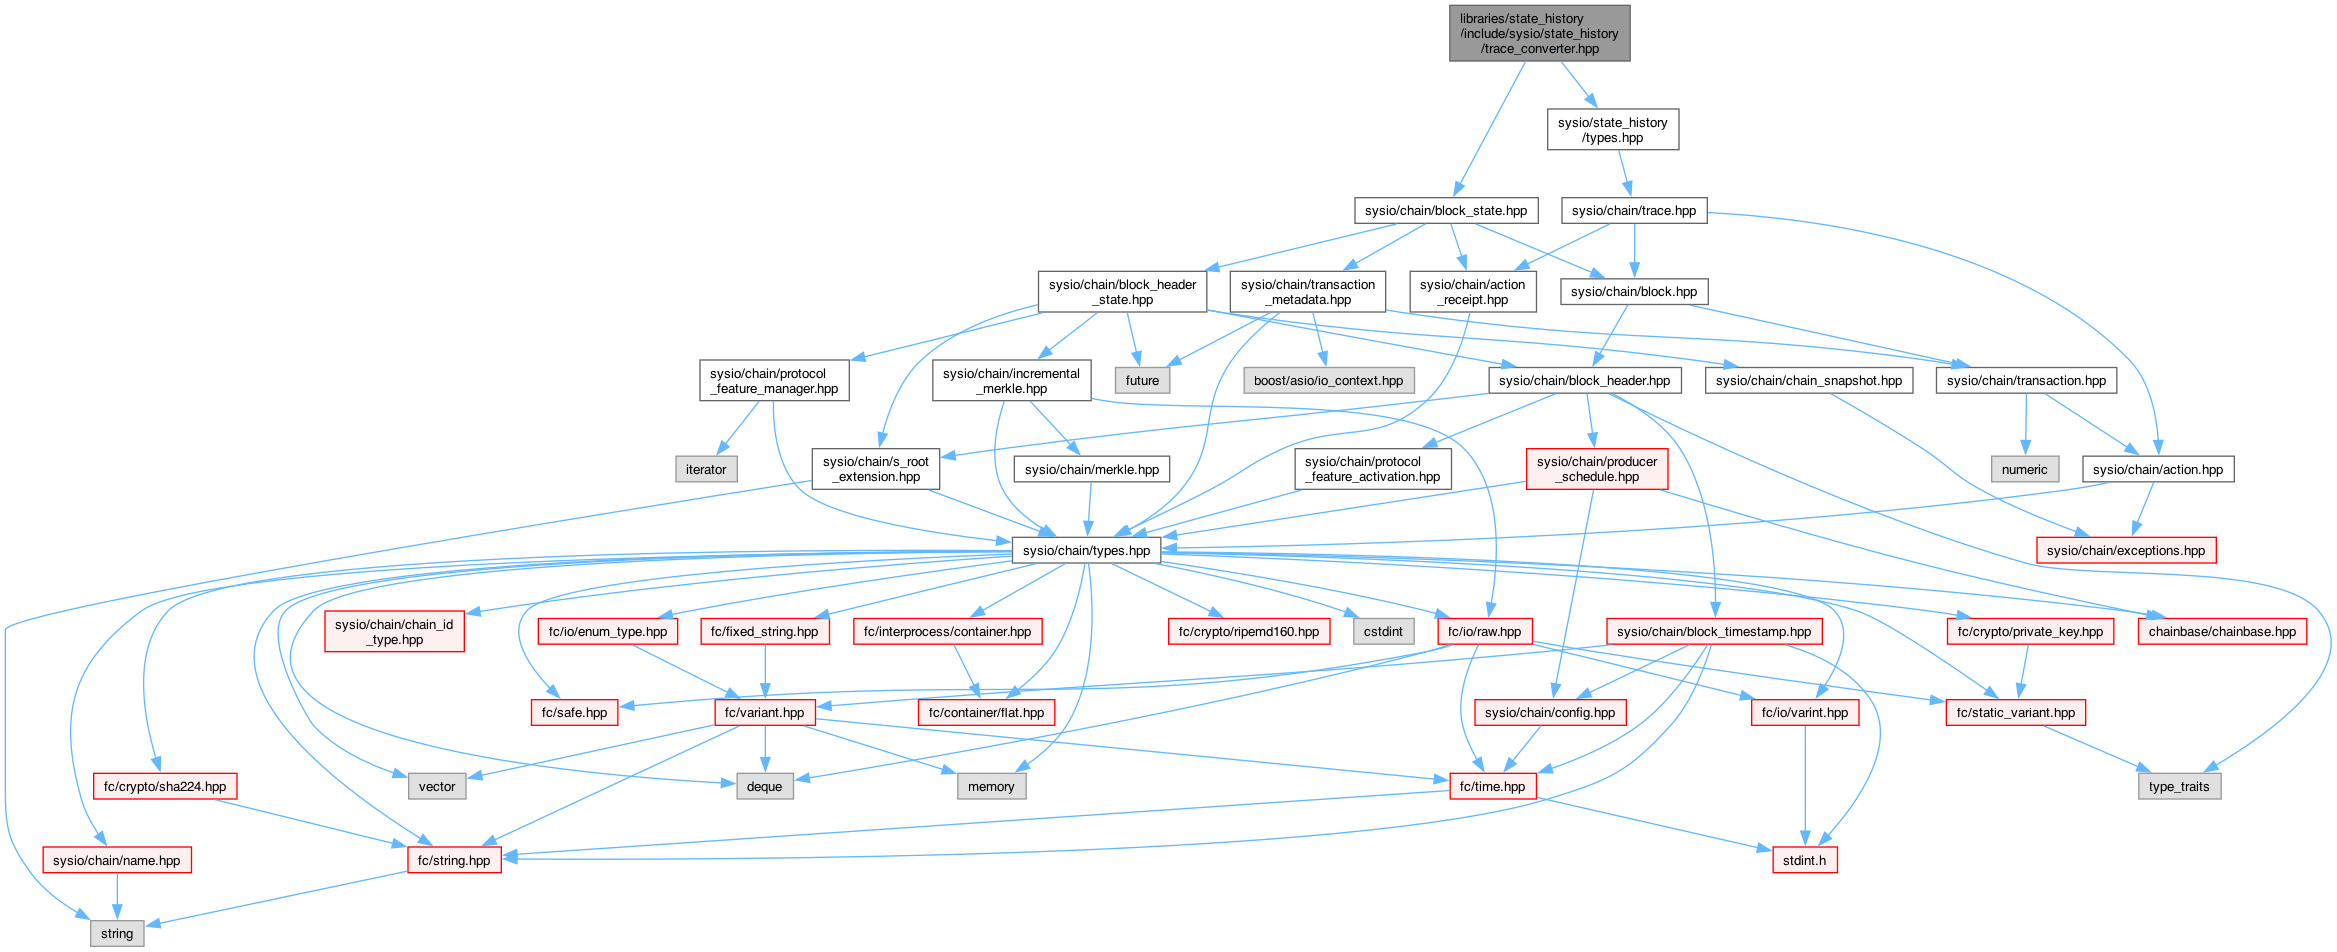 libraries/state_history
/include/sysio/state_history
/trace_converter.hpp
sysio/state_history
/types.hpp
sysio/chain/block_state.hpp
sysio/chain/trace.hpp
sysio/chain/block_header
_state.hpp
sysio/chain/transaction
_metadata.hpp
sysio/chain/action
_receipt.hpp
sysio/chain/block.hpp
sysio/chain/protocol
_feature_manager.hpp
sysio/chain/incremental
_merkle.hpp
future
boost/asio/io_context.hpp
sysio/chain/block_header.hpp
sysio/chain/chain_snapshot.hpp
sysio/chain/transaction.hpp
iterator
sysio/chain/s_root
_extension.hpp
sysio/chain/merkle.hpp
sysio/chain/protocol
_feature_activation.hpp
sysio/chain/producer
_schedule.hpp
numeric
sysio/chain/action.hpp
sysio/chain/types.hpp
sysio/chain/exceptions.hpp
sysio/chain/chain_id
_type.hpp
fc/io/enum_type.hpp
fc/fixed_string.hpp
fc/interprocess/container.hpp
fc/crypto/ripemd160.hpp
cstdint
fc/io/raw.hpp
sysio/chain/block_timestamp.hpp
fc/crypto/private_key.hpp
chainbase/chainbase.hpp
fc/safe.hpp
fc/variant.hpp
fc/container/flat.hpp
sysio/chain/config.hpp
fc/io/varint.hpp
fc/static_variant.hpp
fc/crypto/sha224.hpp
vector
deque
memory
fc/time.hpp
type_traits
sysio/chain/name.hpp
fc/string.hpp
stdint.h
string